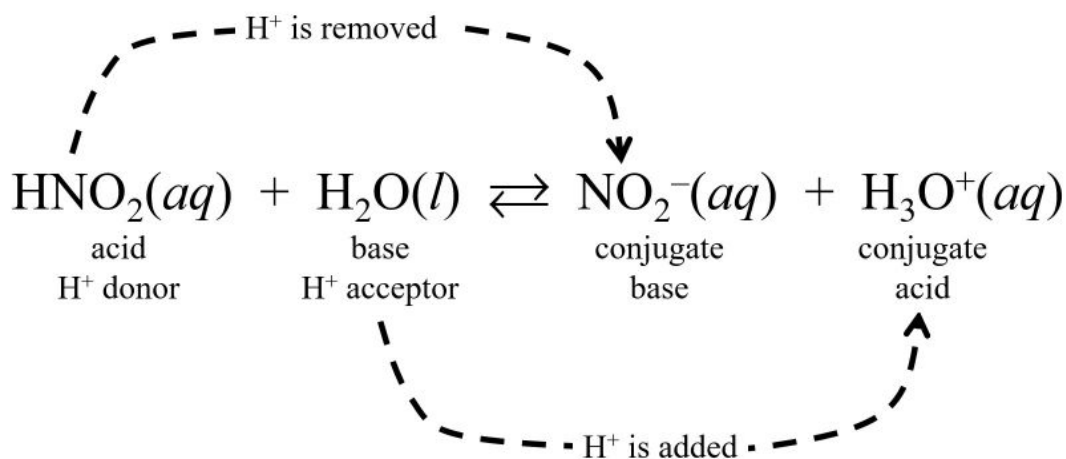 H⁺ is removed
HNO₂(aq) + H₂O(l) ⇄ NO₂⁻(aq) + H₃O⁺(aq)
acid base conjugate conjugate
H⁺ donor H⁺ acceptor base acid
H⁺ is added